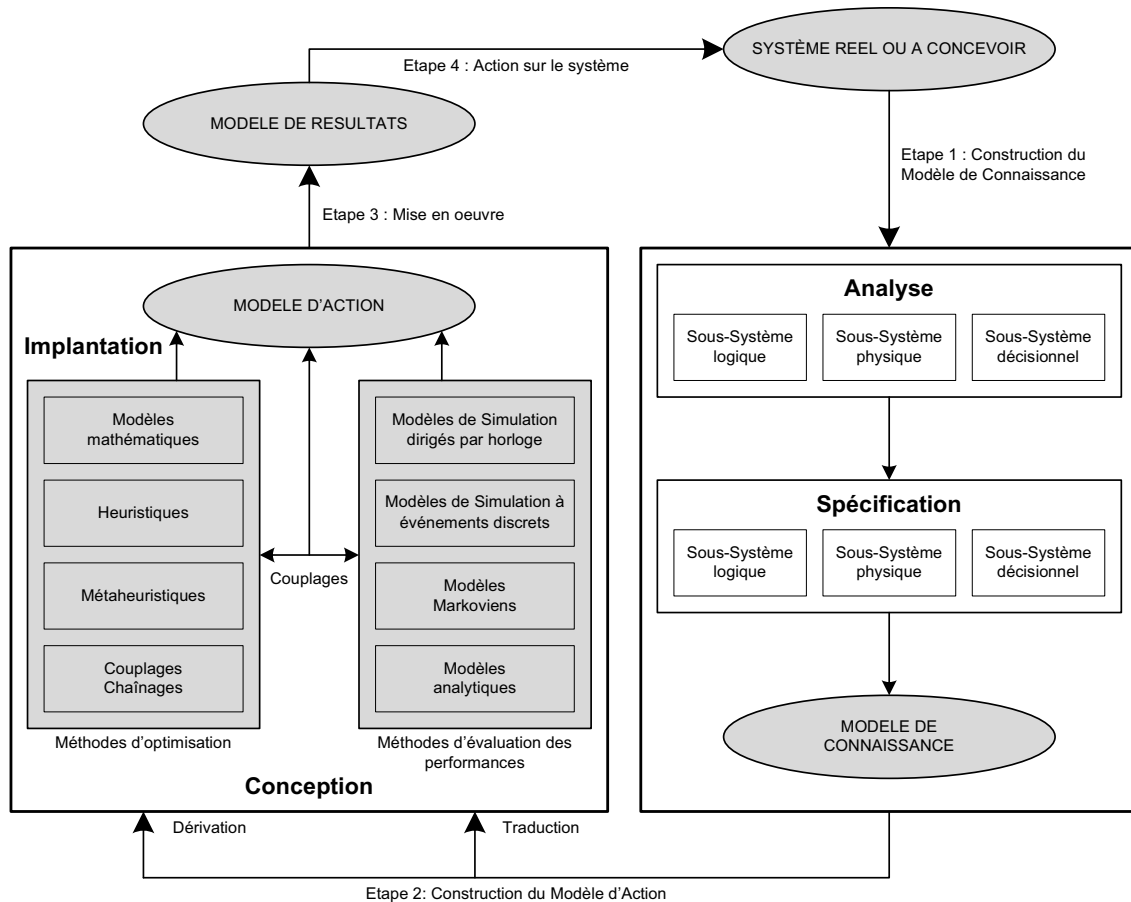 SYSTÈME REEL OU A CONCEVOIR
Etape 4 : Action sur le système
MODELE DE RESULTATS
Etape 1 : Construction du
Modèle de Connaissance
Etape 3 : Mise en oeuvre
MODELE D'ACTION
Implantation
Modèles
mathématiques
Heuristiques
Métaheuristiques
Couplages
Chaînages
Méthodes d'optimisation
Couplages
Modèles de Simulation
dirigés par horloge
Modèles de Simulation à
événements discrets
Modèles
Markoviens
Modèles
analytiques
Méthodes d'évaluation des
performances
Conception
Analyse
Sous-Système
logique
Sous-Système
physique
Sous-Système
décisionnel
Spécification
Sous-Système
logique
Sous-Système
physique
Sous-Système
décisionnel
MODELE DE
CONNAISSANCE
Dérivation
Traduction
Etape 2: Construction du Modèle d'Action